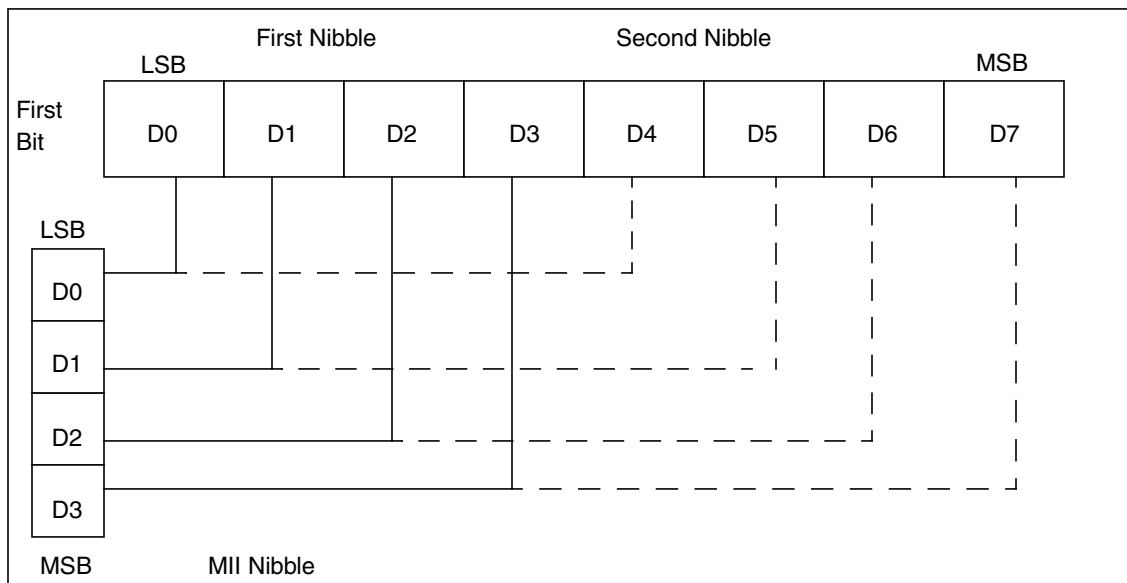 First Nibble Second Nibble
LSB MSB
First
Bit
D0 D1 D2 D3 D4 D5 D6 D7
LSB
D0
D1
D2
D3
MSB MII Nibble